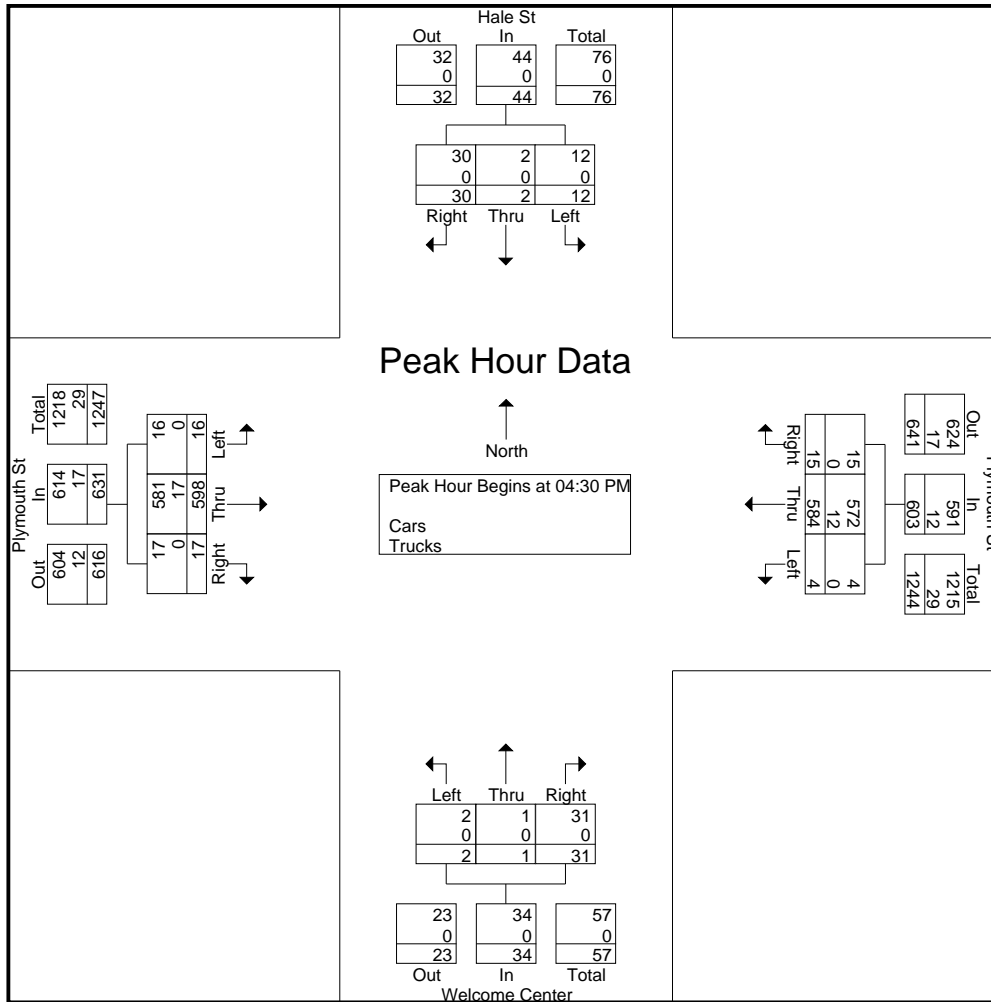 Hale St
Out In Total
32 44 76
0 0 0
32 44 76
30 2 12
0 0 0
30 2 12
Right Thru Left
Peak Hour Data
North
Peak Hour Begins at 04:30 PM
Cars
Trucks
Plymouth St
Total
1218
29
1247
In
614
17
631
Out
604
12
616
16
0
16
Left
581
17
598
Thru
17
0
17
Right
Right
15
0
15
Thru
572
12
584
Left
4
0
4
Out
624
17
641
In
591
12
603
Total
1215
29
1244
Plymouth St
Left Thru Right
2 1 31
0 0 0
2 1 31
23 34 57
0 0 0
23 34 57
Out In Total
Welcome Center